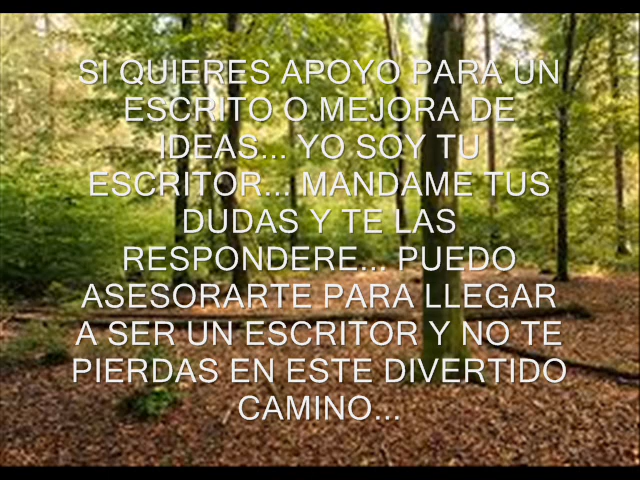 SI QUIERES APOYO PARA UN
ESCRITO O MEJORA DE
IDEAS... YO SOY TU
ESCRITOR... MANDAME TUS
DUDAS Y TE LAS
RESPONDERE... PUEDO
ASESORARTE PARA LLEGAR
A SER UN ESCRITOR Y NO TE
PIERDAS EN ESTE DIVERTIDO
CAMINO...